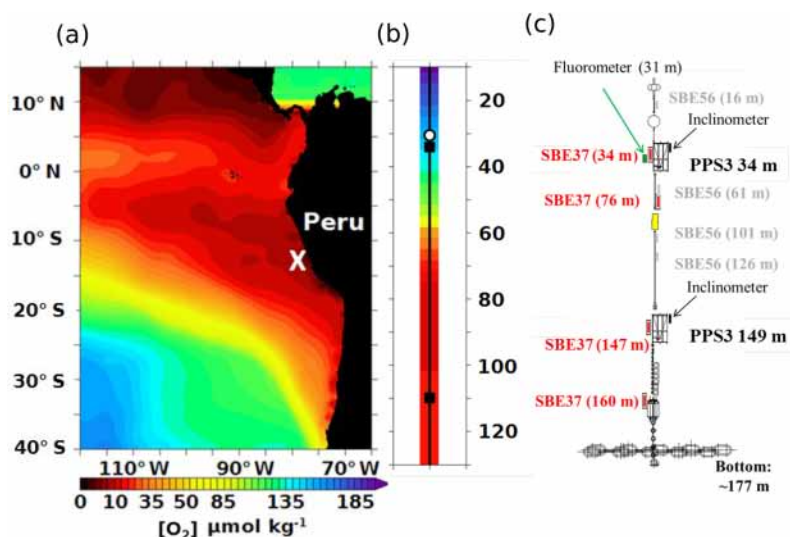 (a)
(b)
(c)
10° N
0° N
10° S
20° S
30° S
40° S
Peru
X
110° W
90° W
70° W
0 10 35 50 85 135 185
[O₂] μmol kg⁻¹
20
40
60
80
100
120
Fluorometer (31 m)
SBE56 (16 m)
Inclinometer
SBE37 (34 m)
PPS3 34 m
SBE37 (76 m)
SBE56 (61 m)
SBE56 (101 m)
SBE56 (126 m)
Inclinometer
SBE37 (147 m)
PPS3 149 m
SBE37 (160 m)
Bottom:
~177 m